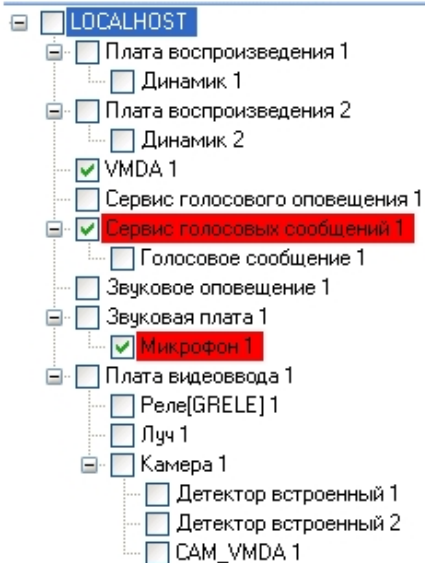 LOCALHOST
Плата воспроизведения 1
Динамик 1
Плата воспроизведения 2
Динамик 2
VMDA 1
Сервис голосового оповещения 1
Сервис голосовых сообщений 1
Голосовое сообщение 1
Звуковое оповещение 1
Звуковая плата 1
Микрофон 1
Плата видеоввода 1
Реле[GRELE] 1
Луч 1
Камера 1
Детектор встроенный 1
Детектор встроенный 2
CAM_VMDA 1